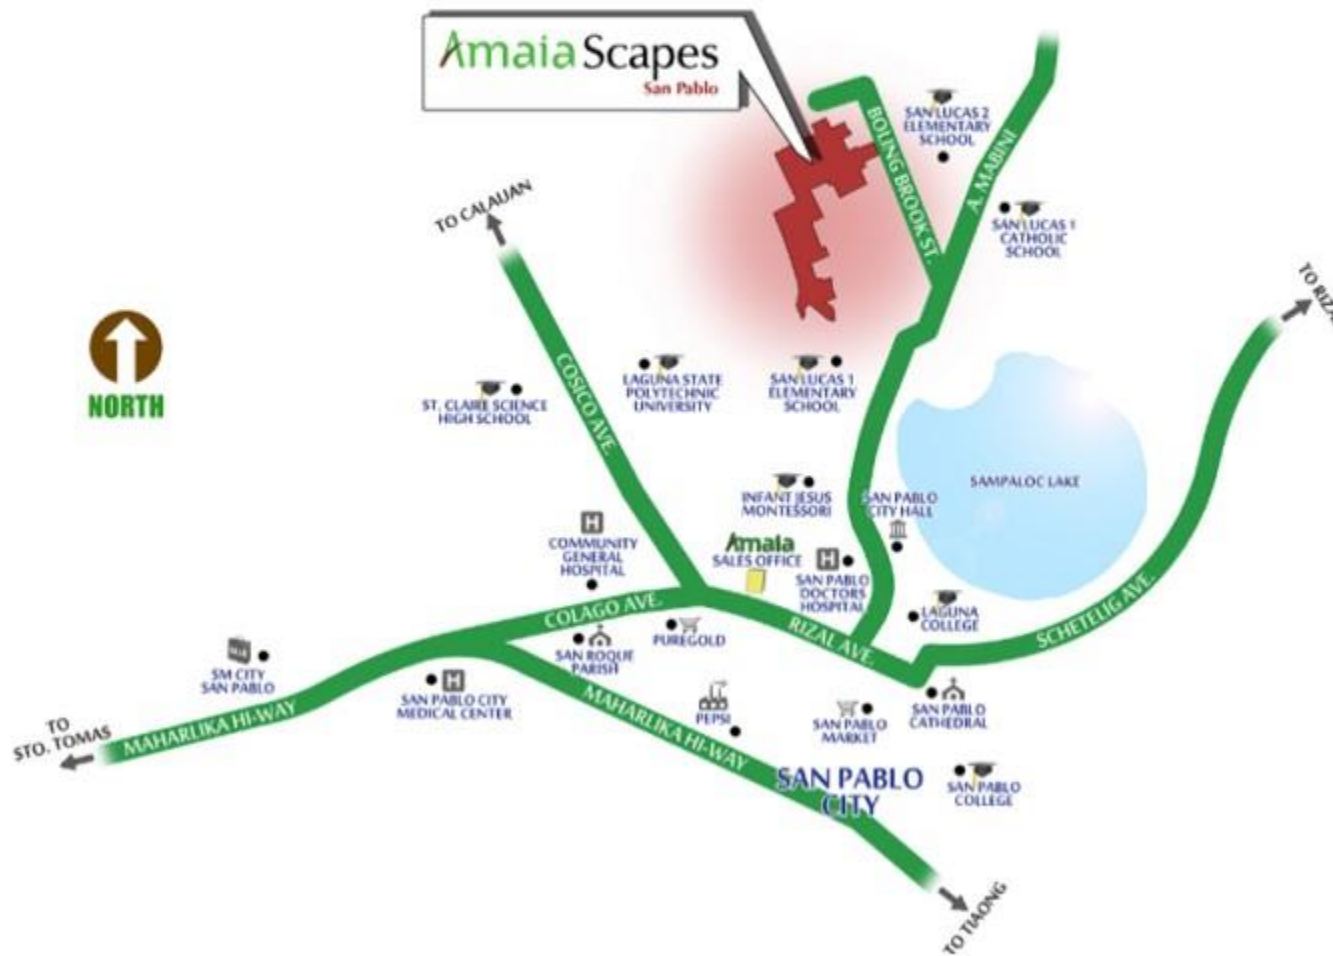 Amaia Scapes
San Pablo
BOLING BROOK ST.
SAN LUCAS 2
ELEMENTARY
SCHOOL
A. MABINI
SAN LUCAS 1
CATHOLIC
SCHOOL
TO CALAUAN
NORTH
COSICO AVE.
ST. CLAIRE SCIENCE
HIGH SCHOOL
LAGUNA STATE
POLYTECHNIC
UNIVERSITY
SAN LUCAS 1
ELEMENTARY
SCHOOL
SAMPALOC LAKE
INFANT JESUS
MONTESSORI
SAN PABLO
CITY HALL
H
COMMUNITY
GENERAL
HOSPITAL
Amaia
SALES OFFICE
H
SAN PABLO
DOCTORS
HOSPITAL
LAGUNA
COLLEGE
SCHETELIG AVE.
COLAGO AVE.
RIZAL AVE.
PUREGOLD
SAN ROQUE
PARISH
SM CITY
SAN PABLO
H
SAN PABLO CITY
MEDICAL CENTER
PEPSI
SAN PABLO
MARKET
SAN PABLO
CATHEDRAL
MAHARLIKA HI-WAY
TO
STO. TOMAS
MAHARLIKA HI-WAY
SAN PABLO
CITY
SAN PABLO
COLLEGE
TO TIAONG